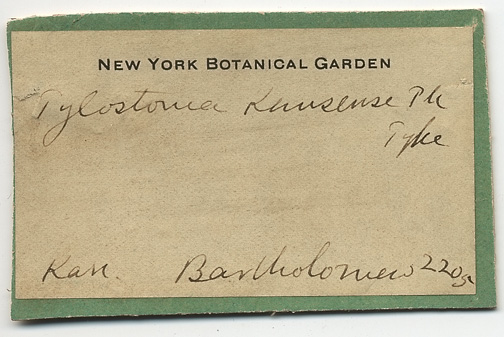 NEW YORK BOTANICAL GARDEN
Tylostoma kansense Pk
Type
Kan. Bartholomew 2205